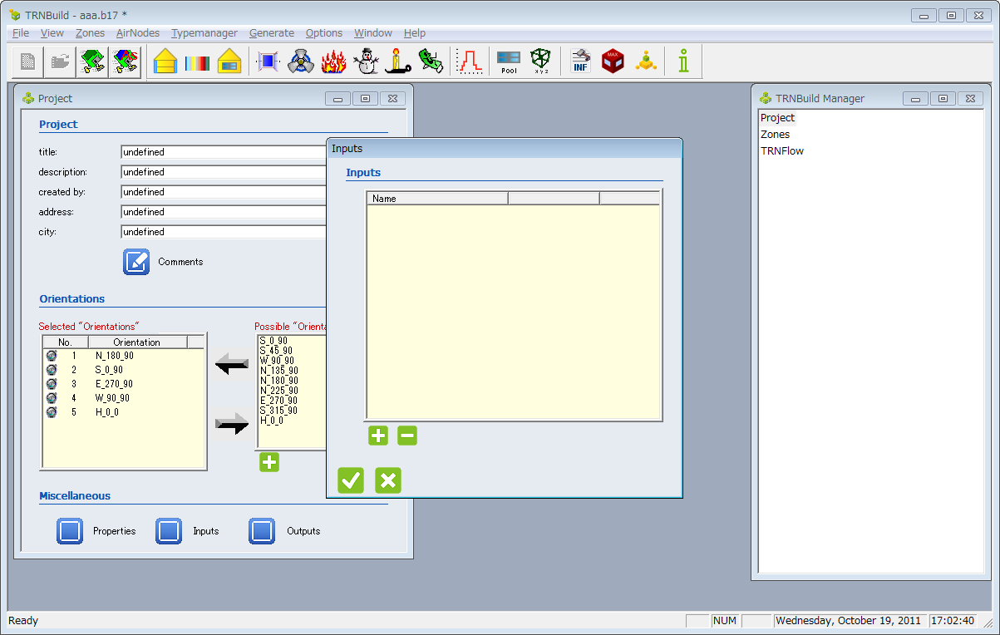 TRNBuild - aaa.b17 *
File View Zones AirNodes Typemanager Generate Options Window Help
Pool
x y z
INF
MAX
Project
Project
title: undefined
description: undefined
created by: undefined
address: undefined
city: undefined
Comments
Orientations
Selected "Orientations"
No. Orientation
1 N_180_90
2 S_0_90
3 E_270_90
4 W_90_90
5 H_0_0
Possible "Orienta
S_0_90
S_45_90
W_90_90
N_135_90
N_180_90
N_225_90
E_270_90
S_315_90
H_0_0
Miscellaneous
Properties Inputs Outputs
Inputs
Inputs
Name
TRNBuild Manager
Project
Zones
TRNFlow
Ready NUM Wednesday, October 19, 2011 17:02:40